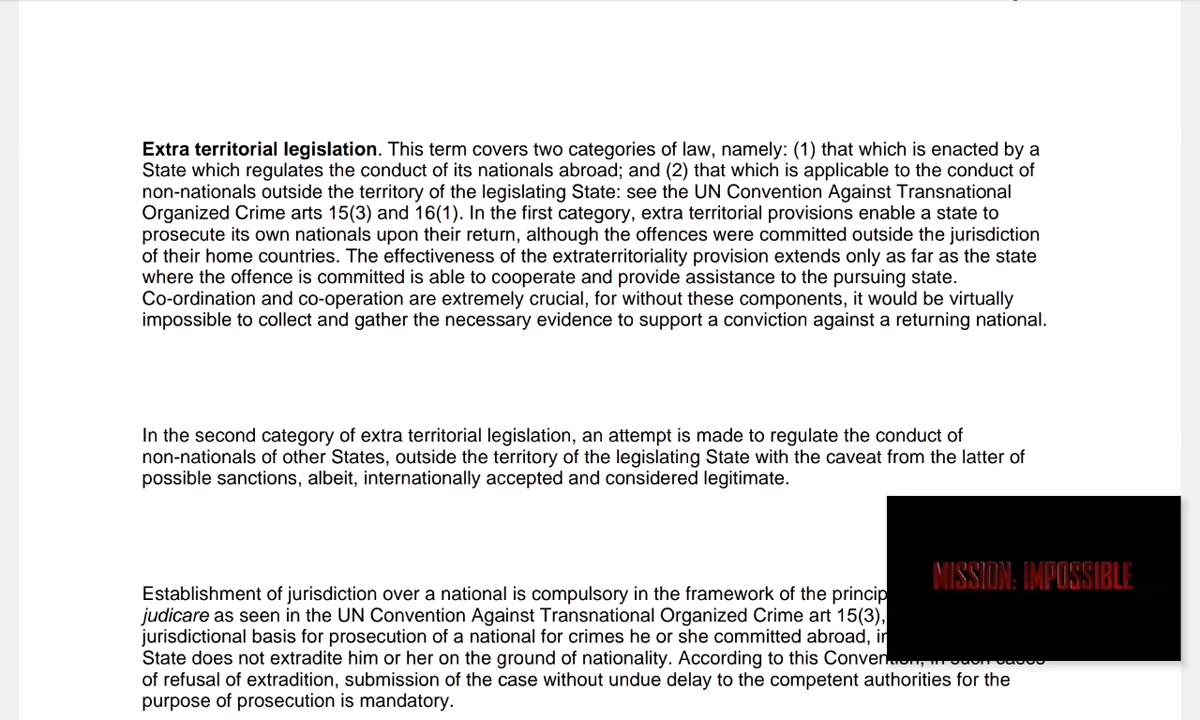 Extra territorial legislation. This term covers two categories of law, namely: (1) that which is enacted by a
State which regulates the conduct of its nationals abroad; and (2) that which is applicable to the conduct of
non-nationals outside the territory of the legislating State: see the UN Convention Against Transnational
Organized Crime arts 15(3) and 16(1). In the first category, extra territorial provisions enable a state to
prosecute its own nationals upon their return, although the offences were committed outside the jurisdiction
of their home countries. The effectiveness of the extraterritoriality provision extends only as far as the state
where the offence is committed is able to cooperate and provide assistance to the pursuing state.
Co-ordination and co-operation are extremely crucial, for without these components, it would be virtually
impossible to collect and gather the necessary evidence to support a conviction against a returning national.
In the second category of extra territorial legislation, an attempt is made to regulate the conduct of
non-nationals of other States, outside the territory of the legislating State with the caveat from the latter of
possible sanctions, albeit, internationally accepted and considered legitimate.
MISSION: IMPOSSIBLE
Establishment of jurisdiction over a national is compulsory in the framework of the
judicare as seen in the UN Convention Against Transnational Organized Crime art 15(3),
jurisdictional basis for prosecution of a national for crimes he or she committed abroad,
State does not extradite him or her on the ground of nationality. According to this
of refusal of extradition, submission of the case without undue delay to the competent authorities for the
purpose of prosecution is mandatory.